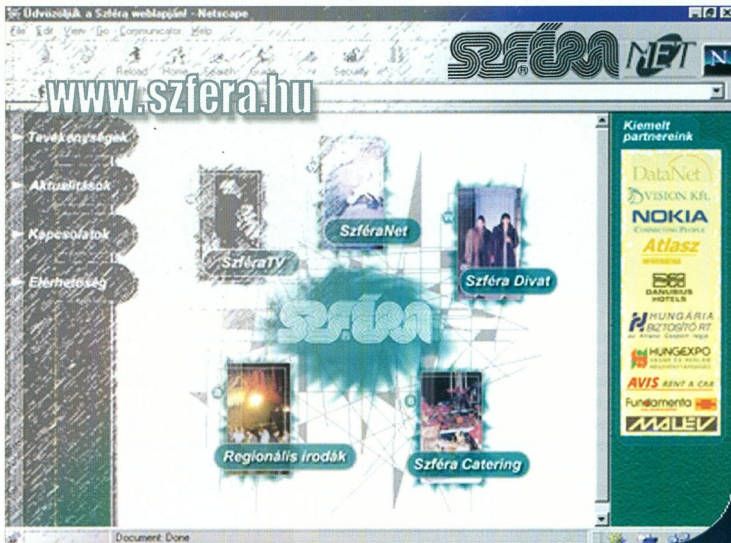 Üdvözöljük a Szféra weblapján! - Netscape
File Edit View Go Communicator Help
Reload Home Search Security
SZFÉRA NET N
www.szfera.hu
Tevékenységek
Aktualitások
Kapcsolatok
Elérhetőség
SzféraTV
SzféraNet
Szféra Divat
SZFÉRA
Regionális irodák
Szféra Catering
Kiemelt
partnereink
DataNet
VISION Kft.
NOKIA
CONNECTING PEOPLE
Atlasz
DANUBIUS
HOTELS
HUNGÁRIA
BIZTOSÍTÓ RT.
HUNGEXPO
AVIS RENT A CAR
Fundamenta
MALÉV
Document: Done